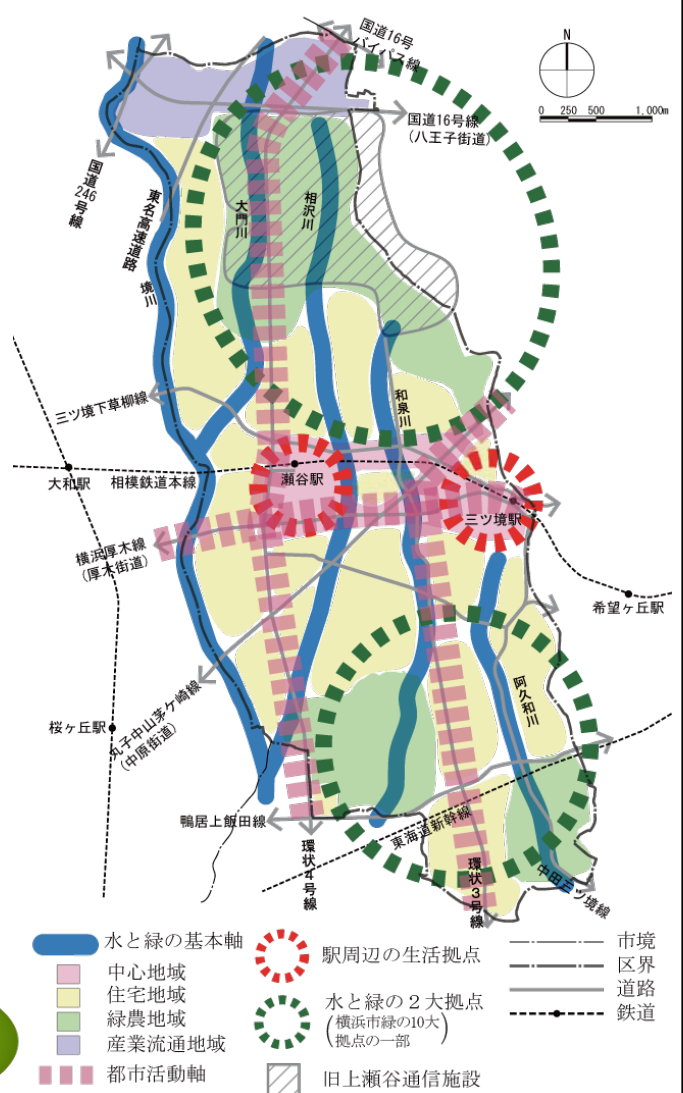 国道16号
バイパス線
N
0 250 500 1,000m
国道16号線
(八王子街道)
国道246号線
東名高速道路
境川
大門川
相沢川
和泉川
三ツ境下草柳線
大和駅
相模鉄道本線
瀬谷駅
三ツ境駅
横浜厚木線
(厚木街道)
希望ヶ丘駅
阿久和川
桜ヶ丘駅
丸子中山茅ケ崎線
(中原街道)
鴨居上飯田線
東海道新幹線
環状4号線
環状3号線
中田三ツ境線
水と緑の基本軸
中心地域
住宅地域
緑農地域
産業流通地域
都市活動軸
駅周辺の生活拠点
水と緑の2大拠点
(横浜市緑の10大
拠点の一部)
旧上瀬谷通信施設
市境
区界
道路
鉄道